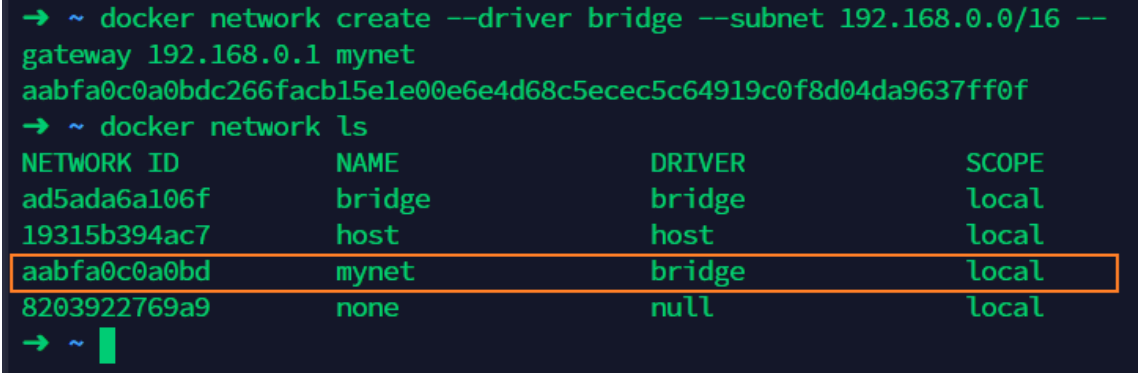 → ~ docker network create --driver bridge --subnet 192.168.0.0/16 --
gateway 192.168.0.1 mynet
aabfa0c0a0bdc266facb15e1e00e6e4d68c5ecec5c64919c0f8d04da9637ff0f
→ ~ docker network ls
NETWORK ID NAME DRIVER SCOPE
ad5ada6a106f bridge bridge local
19315b394ac7 host host local
aabfa0c0a0bd mynet bridge local
8203922769a9 none null local
→ ~